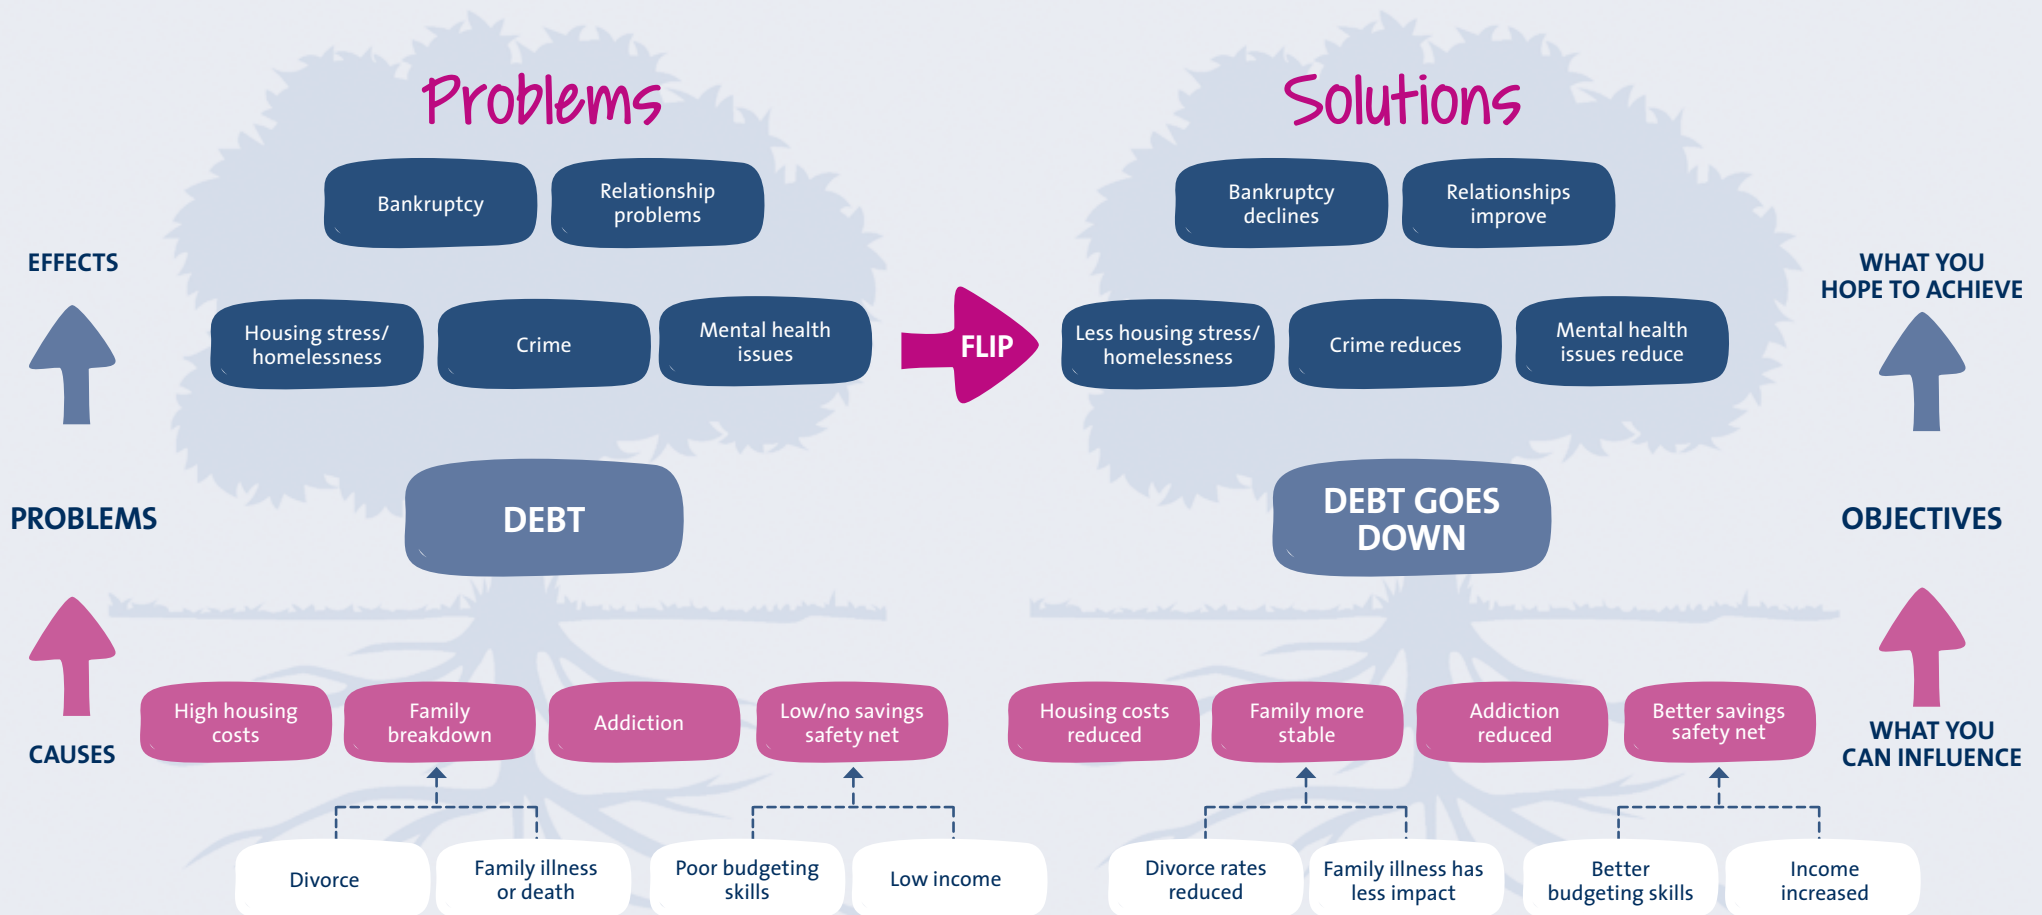 Problems
Bankruptcy
Relationship
problems
EFFECTS
Housing stress/
homelessness
Crime
Mental health
issues
PROBLEMS
DEBT
CAUSES
High housing
costs
Family
breakdown
Addiction
Low/no savings
safety net
Divorce
Family illness
or death
Poor budgeting
skills
Low income
FLIP
Solutions
Bankruptcy
declines
Relationships
improve
WHAT YOU
HOPE TO ACHIEVE
Less housing stress/
homelessness
Crime reduces
Mental health
issues reduce
DEBT GOES
DOWN
OBJECTIVES
Housing costs
reduced
Family more
stable
Addiction
reduced
Better savings
safety net
WHAT YOU
CAN INFLUENCE
Divorce rates
reduced
Family illness has
less impact
Better
budgeting skills
Income
increased